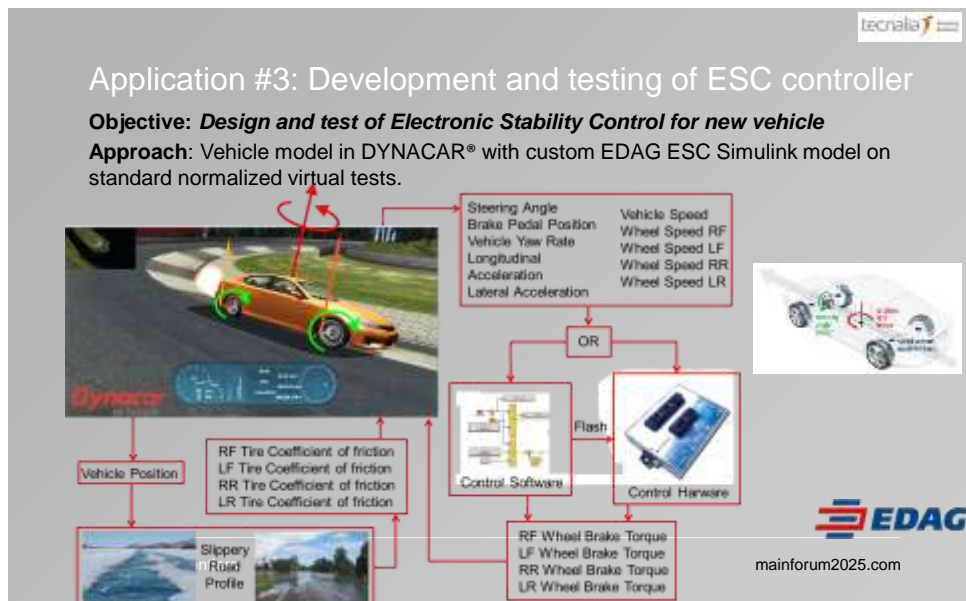 tecnalia
Application #3: Development and testing of ESC controller
Objective: Design and test of Electronic Stability Control for new vehicle
Approach: Vehicle model in DYNACAR® with custom EDAG ESC Simulink model on
standard normalized virtual tests.
Steering Angle
Brake Pedal Position
Vehicle Yaw Rate
Longitudinal
Acceleration
Lateral Acceleration
Vehicle Speed
Wheel Speed RF
Wheel Speed LF
Wheel Speed RR
Wheel Speed LR
OR
Dynacar
Flash
Control Software
Control Harware
Vehicle Position
RF Tire Coefficient of friction
LF Tire Coefficient of friction
RR Tire Coefficient of friction
LR Tire Coefficient of friction
Slippery
Road
Profile
RF Wheel Brake Torque
LF Wheel Brake Torque
RR Wheel Brake Torque
LR Wheel Brake Torque
EDAG
mainforum2025.com